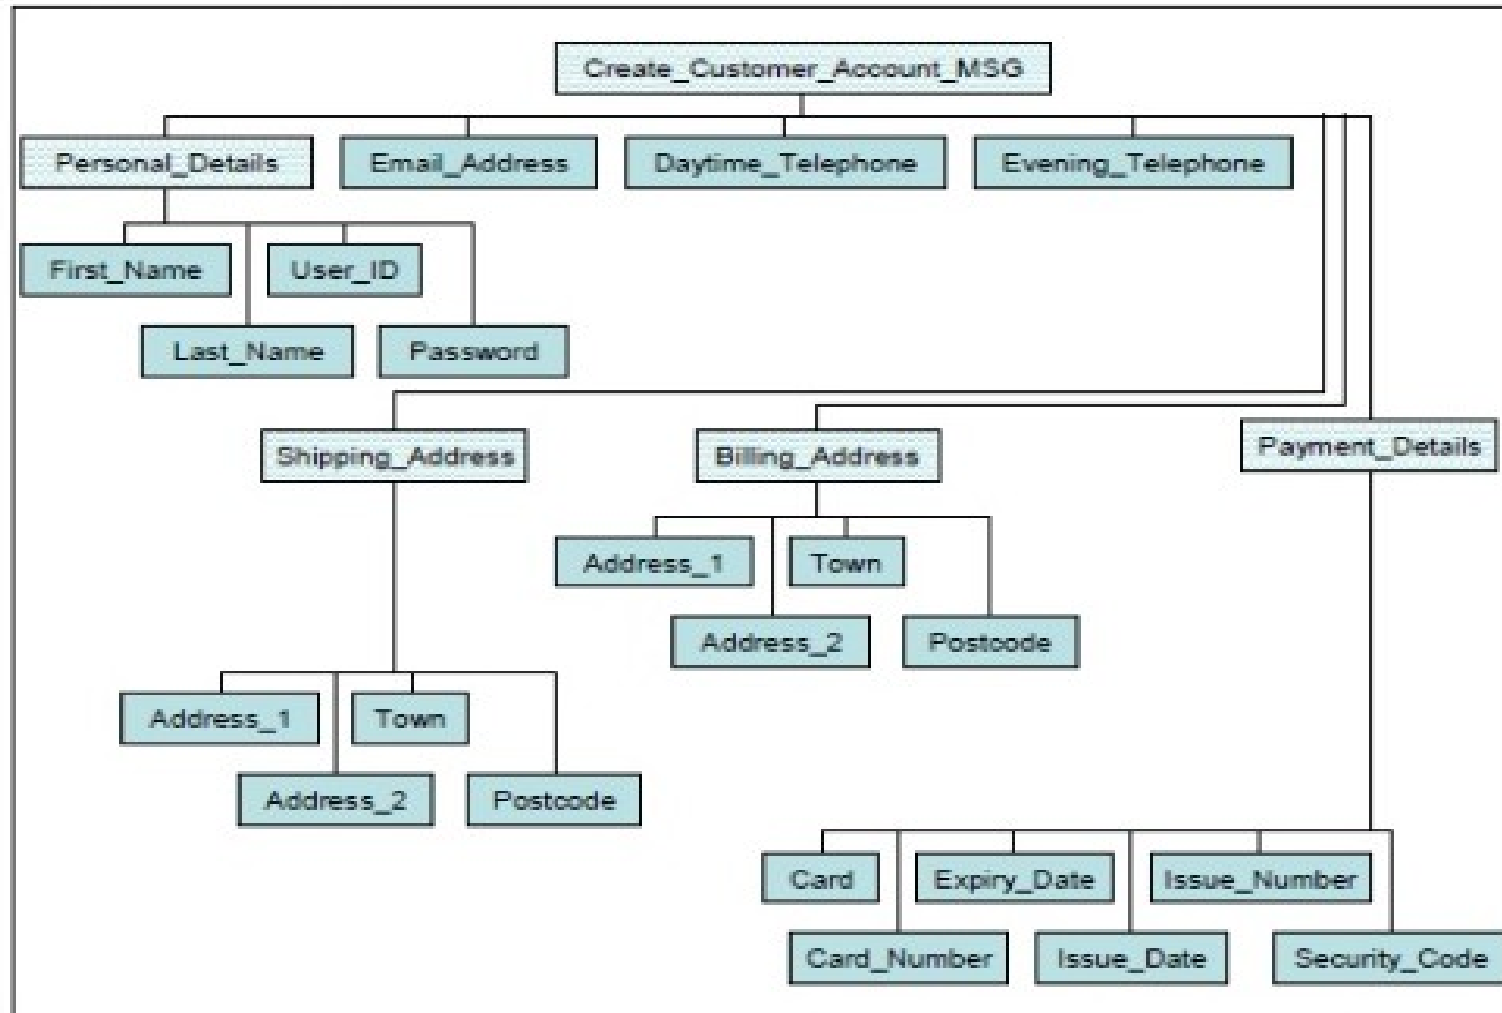 Create_Customer_Account_MSG
Personal_Details
Email_Address
Daytime_Telephone
Evening_Telephone
First_Name
User_ID
Last_Name
Password
Shipping_Address
Billing_Address
Payment_Details
Address_1
Town
Address_2
Postcode
Address_1
Town
Address_2
Postcode
Card
Expiry_Date
Issue_Number
Card_Number
Issue_Date
Security_Code